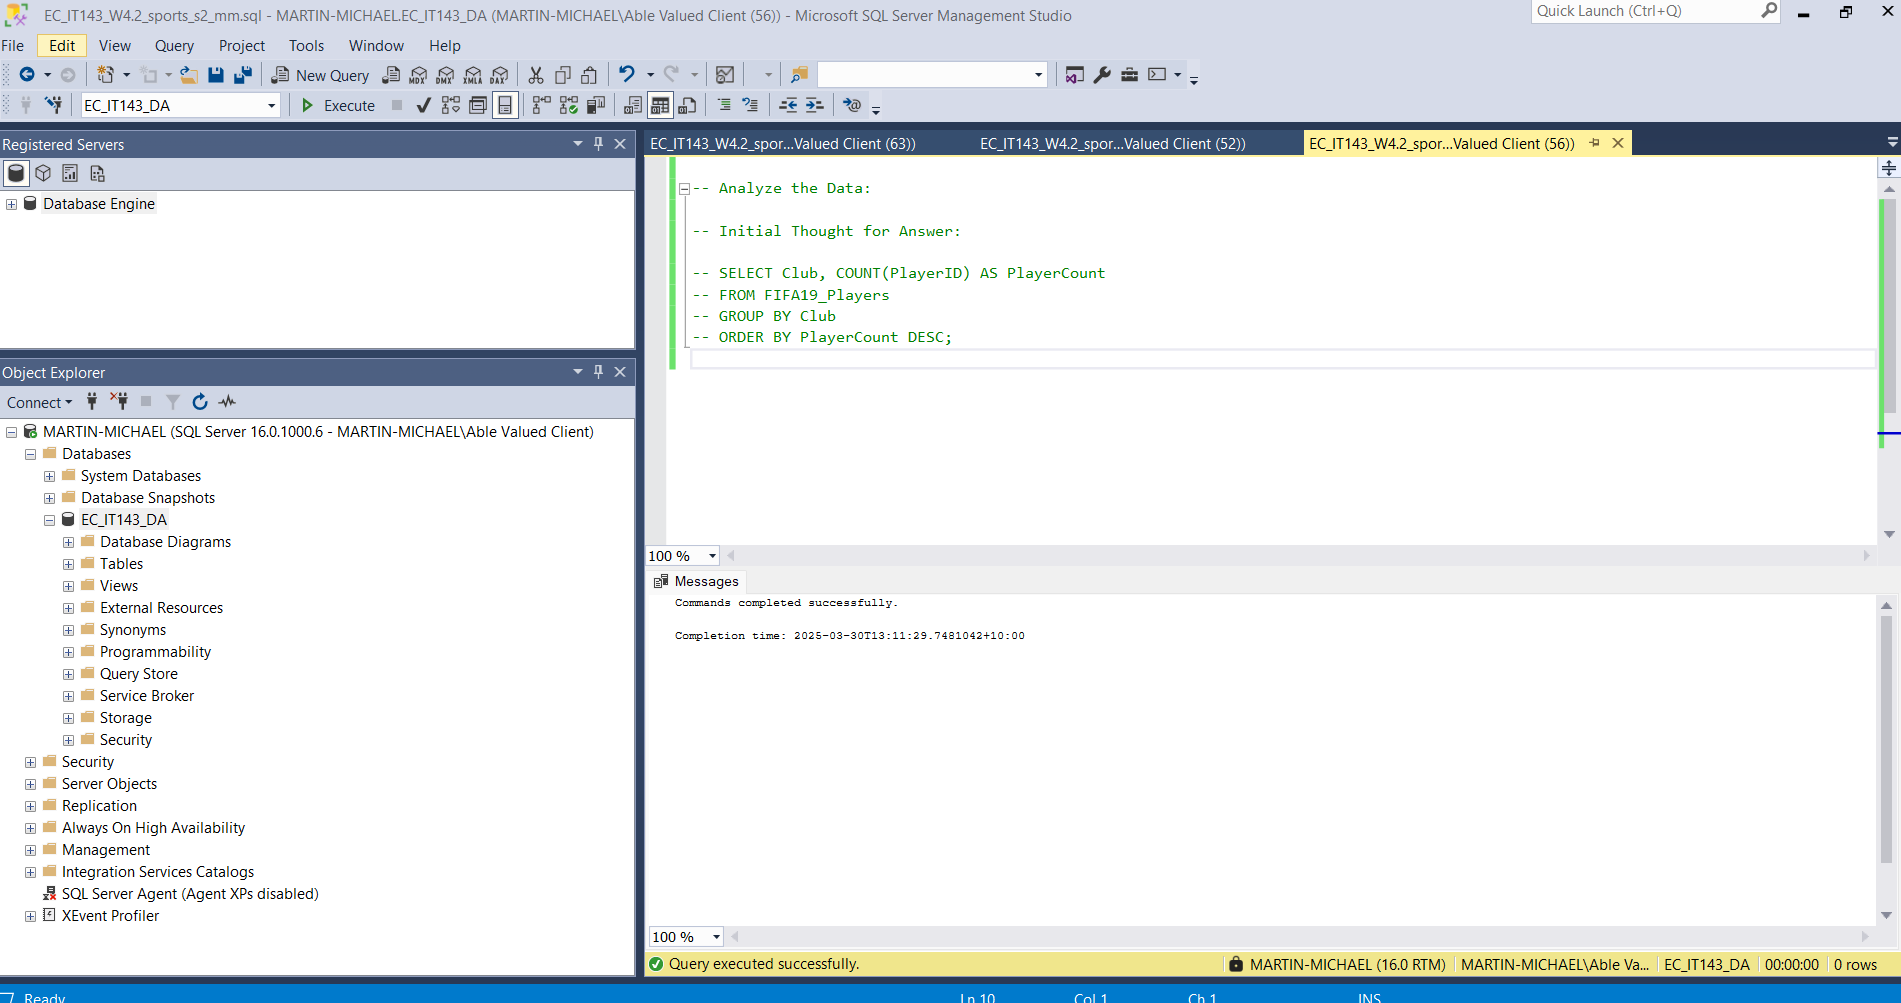 EC_IT143_W4.2_sports_s2_mm.sql - MARTIN-MICHAEL.EC_IT143_DA (MARTIN-MICHAEL\Able Valued Client (56)) - Microsoft SQL Server Management Studio
Quick Launch (Ctrl+Q)
File Edit View Query Project Tools Window Help
New Query MDX DMX XMLA DAX
EC_IT143_DA Execute
Registered Servers
Database Engine
EC_IT143_W4.2_spor...Valued Client (63)) EC_IT143_W4.2_spor...Valued Client (52)) EC_IT143_W4.2_spor...Valued Client (56))
-- Analyze the Data:
-- Initial Thought for Answer:
-- SELECT Club, COUNT(PlayerID) AS PlayerCount
-- FROM FIFA19_Players
-- GROUP BY Club
-- ORDER BY PlayerCount DESC;
100 %
Object Explorer
Connect
MARTIN-MICHAEL (SQL Server 16.0.1000.6 - MARTIN-MICHAEL\Able Valued Client)
Databases
System Databases
Database Snapshots
EC_IT143_DA
Database Diagrams
Tables
Views
External Resources
Synonyms
Programmability
Query Store
Service Broker
Storage
Security
Security
Server Objects
Replication
Always On High Availability
Management
Integration Services Catalogs
SQL Server Agent (Agent XPs disabled)
XEvent Profiler
Messages
Commands completed successfully.
Completion time: 2025-03-30T13:11:29.7481042+10:00
100 %
Query executed successfully. MARTIN-MICHAEL (16.0 RTM) MARTIN-MICHAEL\Able Va... EC_IT143_DA 00:00:00 0 rows
Ready Ln 10 Col 1 Ch 1 INS